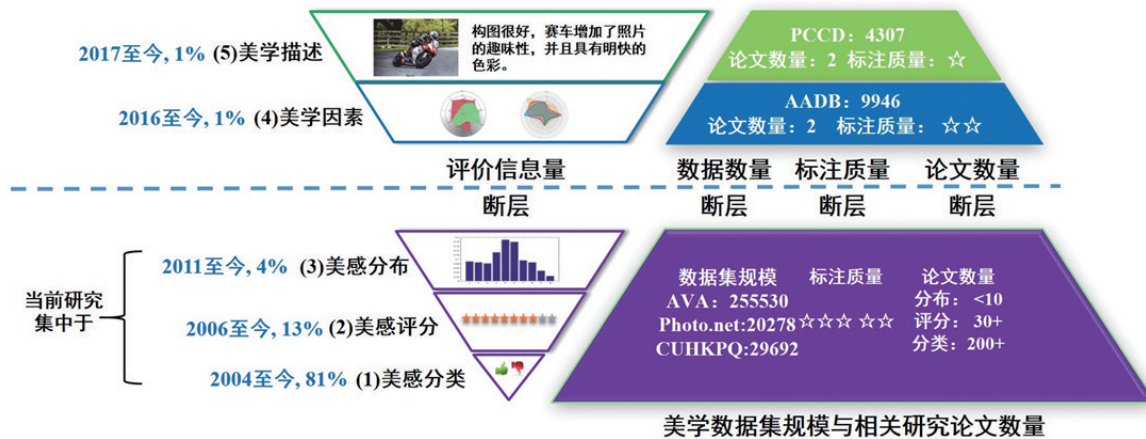 2017至今, 1% (5)美学描述
构图很好，赛车增加了照片
的趣味性，并且具有明快的
色彩。
PCCD：4307
论文数量：2 标注质量：☆
2016至今, 1% (4)美学因素
AADB：9946
论文数量：2 标注质量：☆☆
评价信息量
数据数量 标注质量 论文数量
断层
断层 断层 断层
当前研究
集中于
2011至今, 4% (3)美感分布
2006至今, 13% (2)美感评分
2004至今, 81% (1)美感分类
数据集规模 标注质量 论文数量
AVA：255530 分布：<10
Photo.net:20278 ☆☆☆☆☆ 评分：30+
CUHKPQ:29692 分类：200+
美学数据集规模与相关研究论文数量